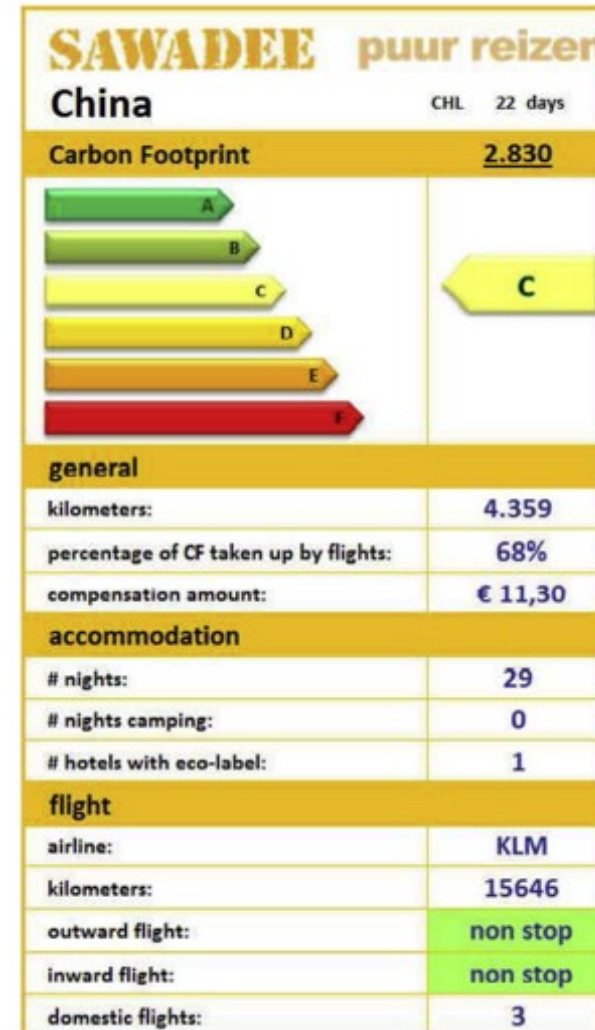 SAWADEE puur reizen
China CHL 22 days
Carbon Footprint 2.830
A
B
C C
D
E
F
general
kilometers: 4.359
percentage of CF taken up by flights: 68%
compensation amount: € 11,30
accommodation
# nights: 29
# nights camping: 0
# hotels with eco-label: 1
flight
airline: KLM
kilometers: 15646
outward flight: non stop
inward flight: non stop
domestic flights: 3